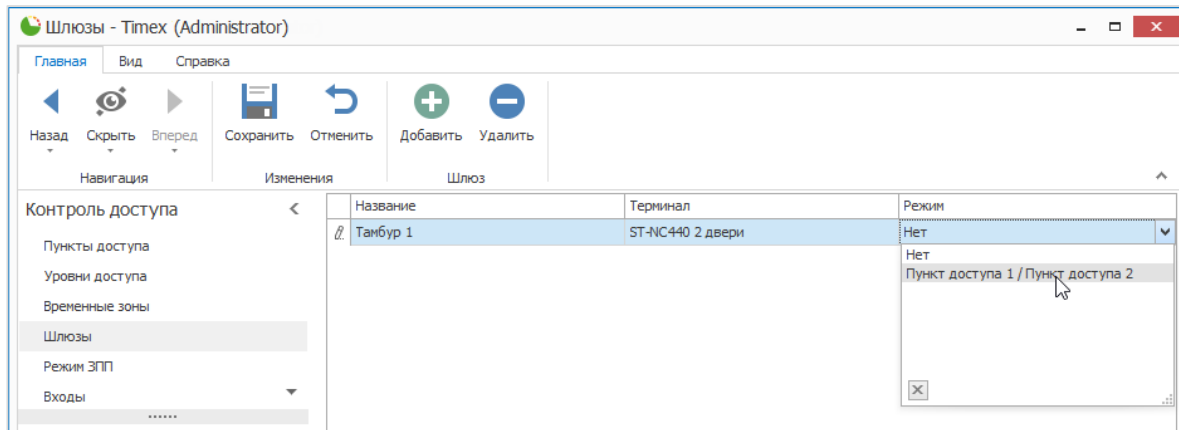 Шлюзы - Timex (Administrator)
Главная Вид Справка
Назад Скрыть Вперед Сохранить Отменить Добавить Удалить
Навигация Изменения Шлюз
Контроль доступа
Название Терминал Режим
Тамбур 1 ST-NC440 2 двери Нет
Пункты доступа
Нет
Уровни доступа
Пункт доступа 1 / Пункт доступа 2
Временные зоны
Шлюзы
Режим ЗПП
Входы